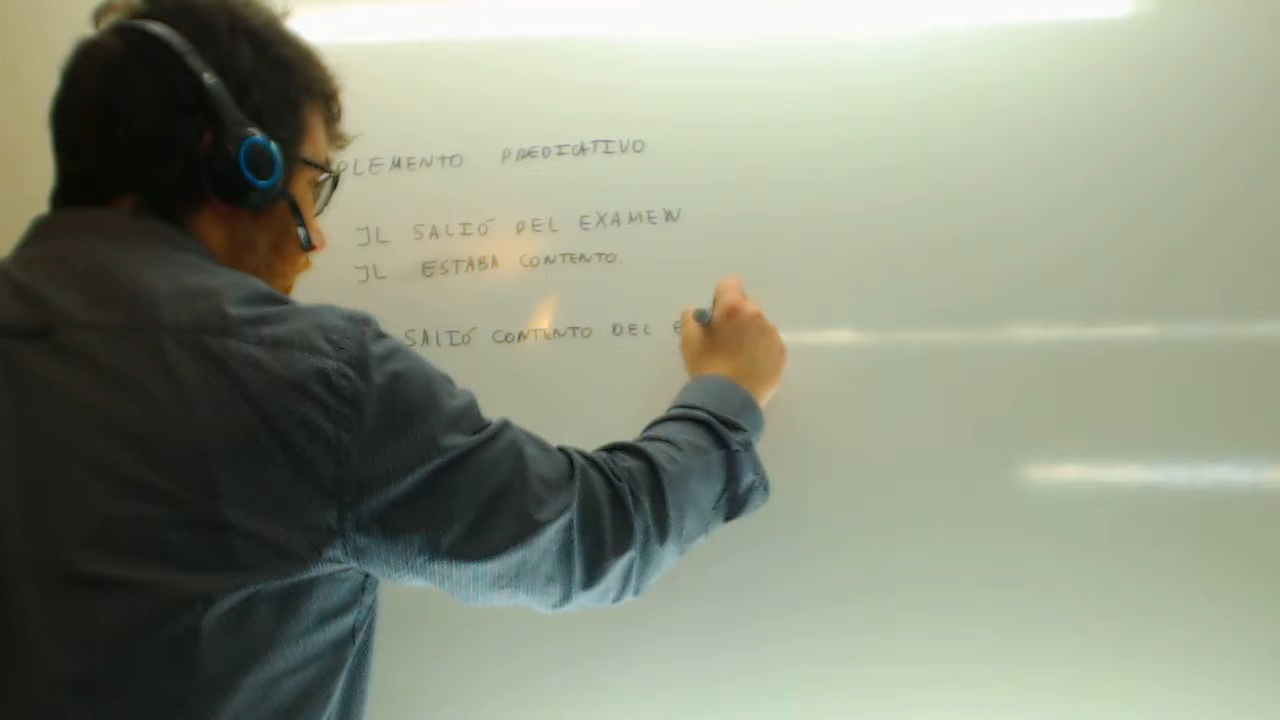 PLEMENTO PREDICATIVO
JL SALIÓ DEL EXAMEN
JL ESTABA CONTENTO.
SALIÓ CONTENTO DEL E